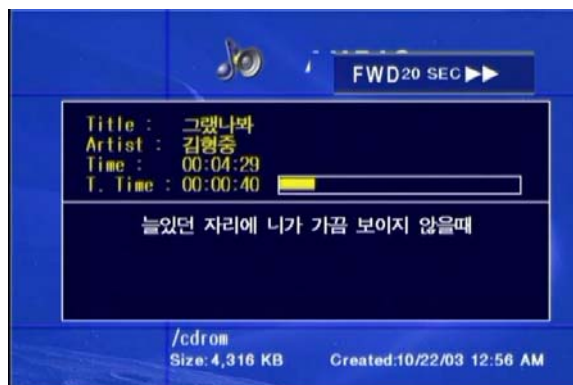 FWD 20 SEC ▶▶
Title : 그랬나봐
Artist : 김형중
Time : 00:04:29
T. Time : 00:00:40
늘있던 자리에 니가 가끔 보이지 않을때
/cdrom
Size:4,316 KB Created:10/22/03 12:56 AM